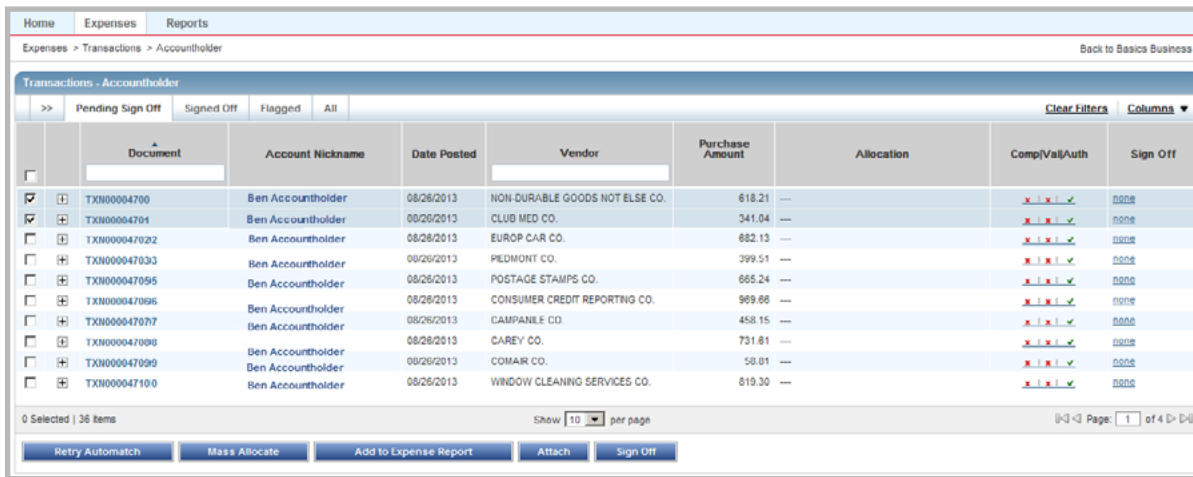 Home Expenses Reports
Expenses > Transactions > Accountholder Back to Basics Business
Transactions - Accountholder
>> Pending Sign Off Signed Off Flagged All Clear Filters Columns
Document Account Nickname Date Posted Vendor Purchase Amount Allocation Comp|Val|Auth Sign Off
TXN00004700 Ben Accountholder 08/26/2013 NON-DURABLE GOODS NOT ELSE CO. 618.21 --- x | x | ✓ none
TXN00004701 Ben Accountholder 08/26/2013 CLUB MED CO. 341.04 --- x | x | ✓ none
Ben Accountholder 08/26/2013 EUROP CAR CO. 682.13 --- x | x | ✓ none
Ben Accountholder 08/26/2013 PIEDMONT CO. 399.51 --- x | x | ✓ none
Ben Accountholder 08/26/2013 POSTAGE STAMPS CO. 665.24 --- x | x | ✓ none
Ben Accountholder 08/26/2013 CONSUMER CREDIT REPORTING CO. 969.66 --- x | x | ✓ none
Ben Accountholder 08/26/2013 CAMPANILE CO. 458.15 --- x | x | ✓ none
Ben Accountholder 08/26/2013 CAREY CO. 731.61 --- x | x | ✓ none
Ben Accountholder 08/26/2013 COMAIR CO. 58.81 --- x | x | ✓ none
Ben Accountholder 08/26/2013 WINDOW CLEANING SERVICES CO. 819.30 --- x | x | ✓ none
0 Selected | 36 items Show 10 per page Page: 1 of 4
Retry Automatch Mass Allocate Add to Expense Report Attach Sign Off